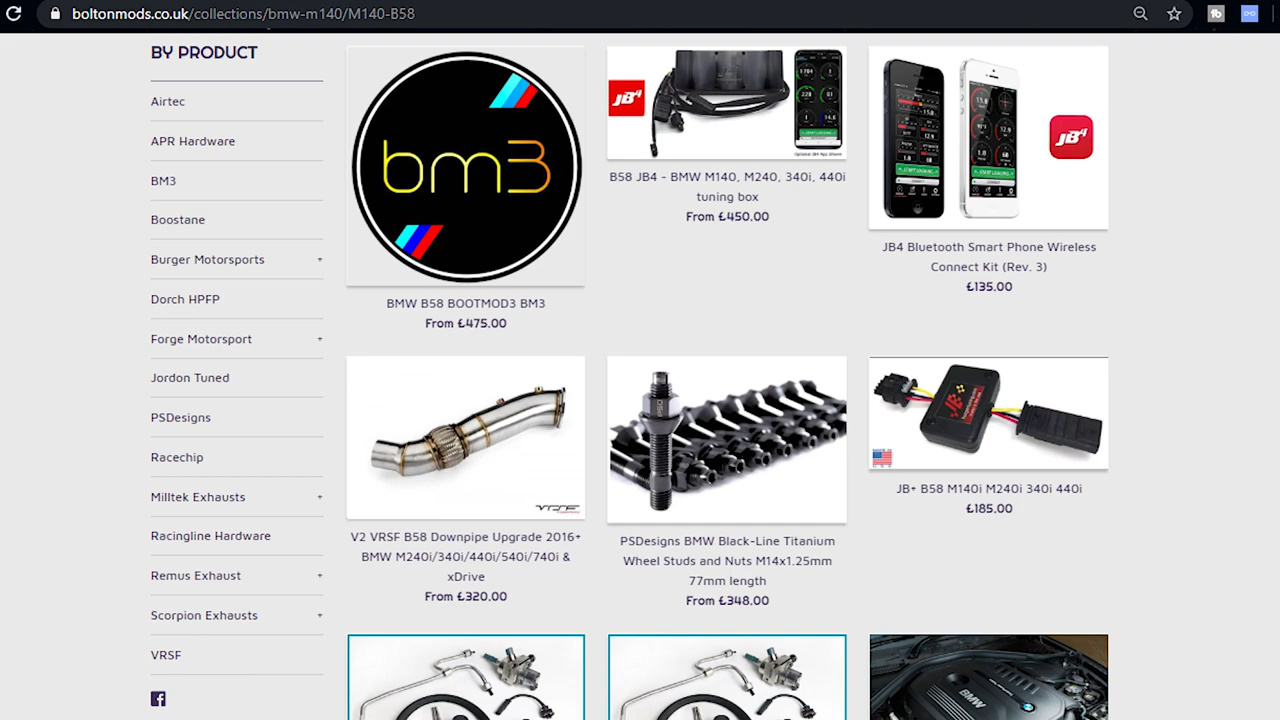 boltonmods.co.uk/collections/bmw-m140/M140-B58
BY PRODUCT
Airtec
APR Hardware
BM3
Boostane
Burger Motorsports +
Dorch HPFP
Forge Motorsport +
Jordon Tuned
PSDesigns
Racechip
Milltek Exhausts +
Racingline Hardware
Remus Exhaust +
Scorpion Exhausts +
VRSF
bm3
BMW B58 BOOTMOD3 BM3
From £475.00
JB4
B58 JB4 - BMW M140, M240, 340i, 440i
tuning box
From £450.00
JB4
JB4 Bluetooth Smart Phone Wireless
Connect Kit (Rev. 3)
£135.00
VRSF
V2 VRSF B58 Downpipe Upgrade 2016+
BMW M240i/340i/440i/540i/740i &
xDrive
From £320.00
PSDesigns BMW Black-Line Titanium
Wheel Studs and Nuts M14x1.25mm
77mm length
From £348.00
JB+ B58 M140i M240i 340i 440i
£185.00
BMW